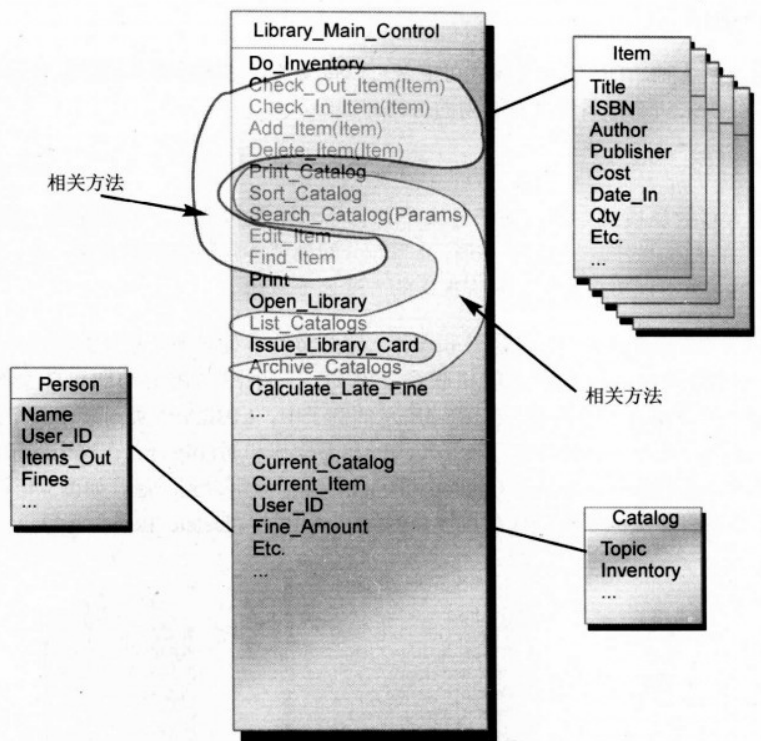 Library_Main_Control
Do_Inventory
Check_Out_Item(Item)
Check_In_Item(Item)
Add_Item(Item)
Delete_Item(Item)
Print_Catalog
Sort_Catalog
Search_Catalog(Params)
Edit_Item
Find_Item
Print
Open_Library
List_Catalogs
Issue_Library_Card
Archive_Catalogs
Calculate_Late_Fine
...
Current_Catalog
Current_Item
User_ID
Fine_Amount
Etc.
...
Item
Title
ISBN
Author
Publisher
Cost
Date_In
Qty
Etc.
...
相关方法
相关方法
Person
Name
User_ID
Items_Out
Fines
...
Catalog
Topic
Inventory
...